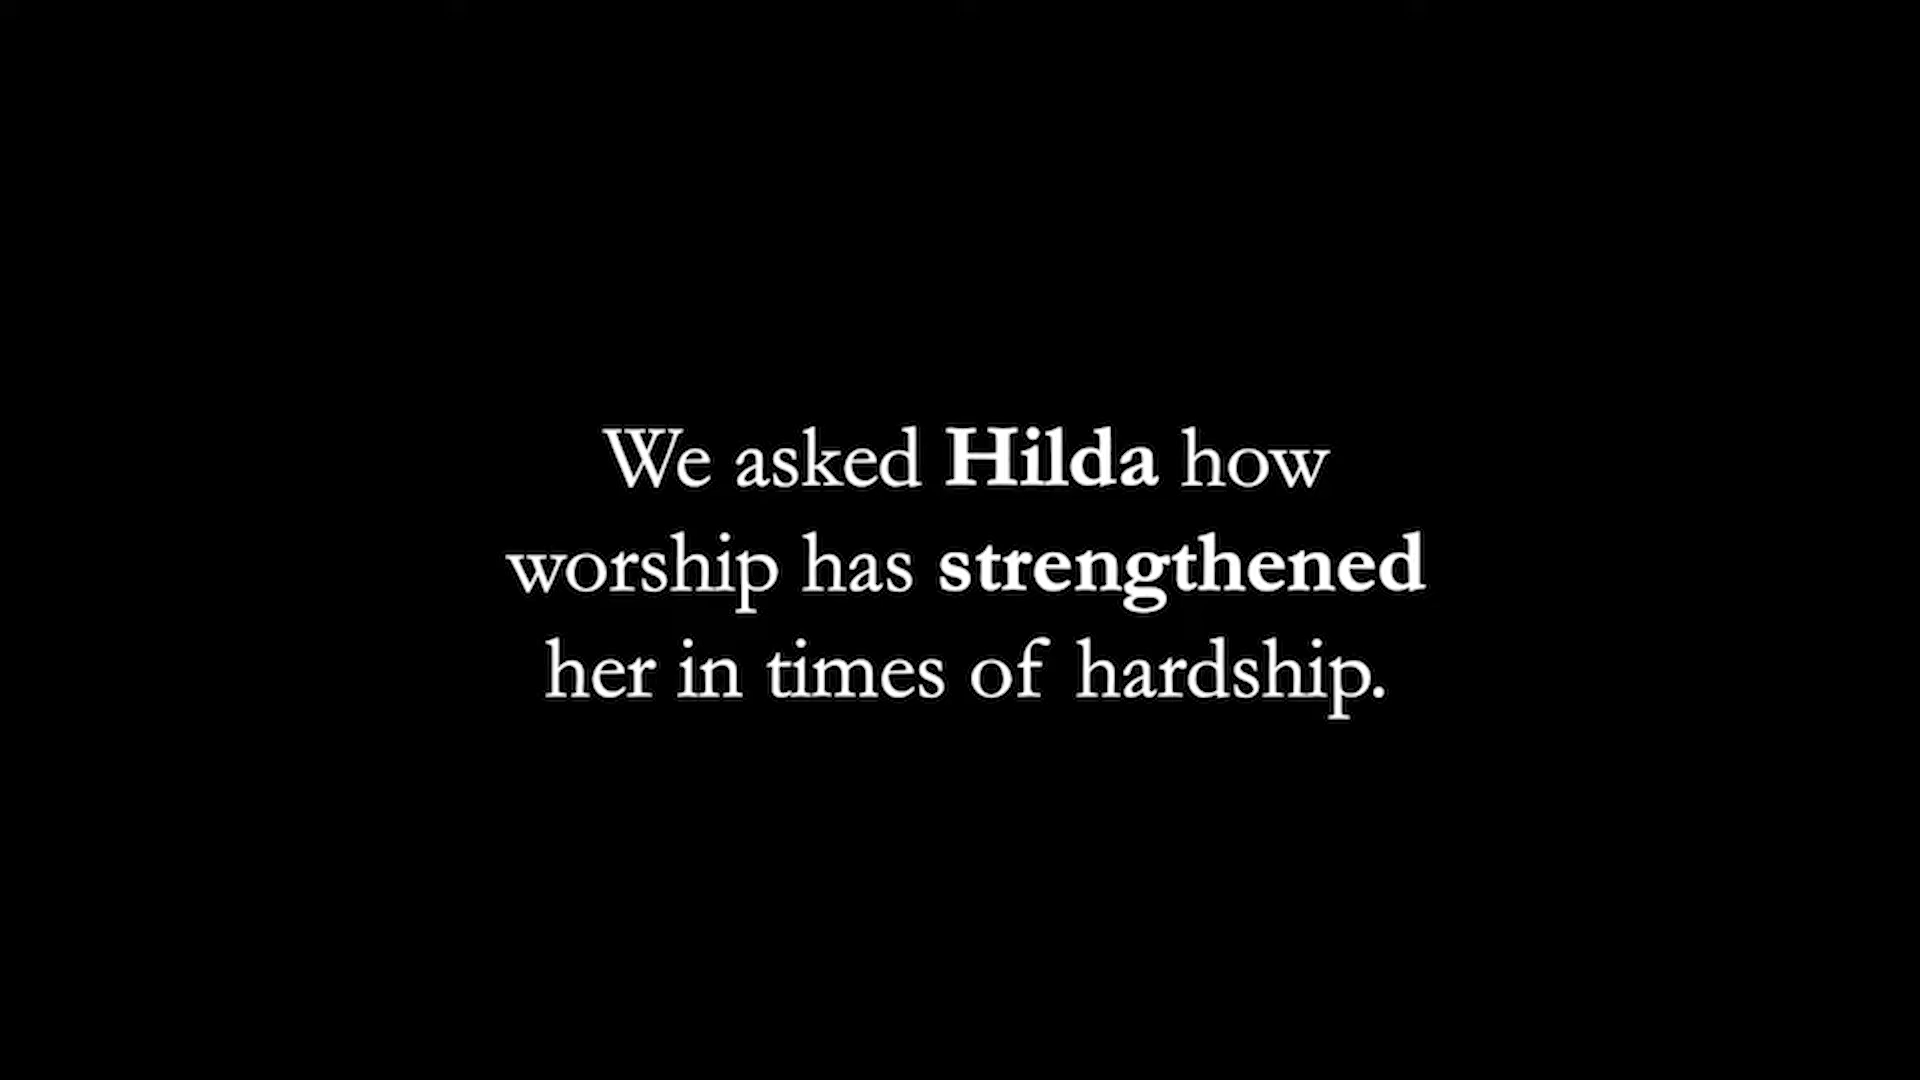 We asked Hilda how
worship has strengthened
her in times of hardship.